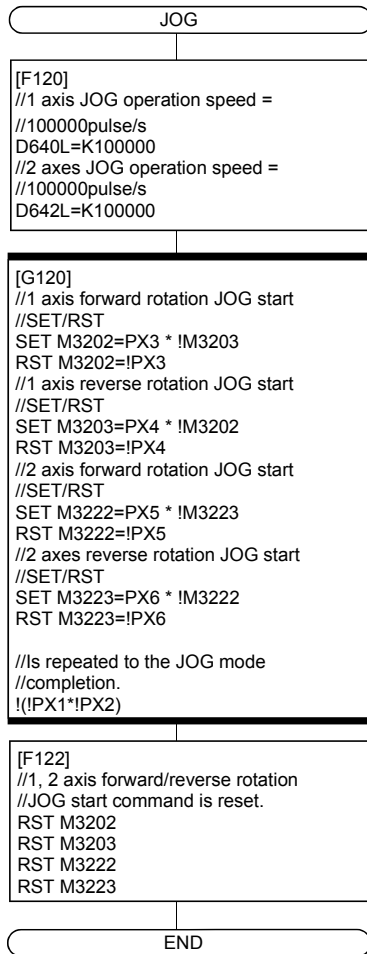 JOG
[F120]
//1 axis JOG operation speed =
//100000pulse/s
D640L=K100000
//2 axes JOG operation speed =
//100000pulse/s
D642L=K100000
[G120]
//1 axis forward rotation JOG start
//SET/RST
SET M3202=PX3 * !M3203
RST M3202=!PX3
//1 axis reverse rotation JOG start
//SET/RST
SET M3203=PX4 * !M3202
RST M3203=!PX4
//2 axis forward rotation JOG start
//SET/RST
SET M3222=PX5 * !M3223
RST M3222=!PX5
//2 axes reverse rotation JOG start
//SET/RST
SET M3223=PX6 * !M3222
RST M3223=!PX6
//Is repeated to the JOG mode
//completion.
!(!PX1*!PX2)
[F122]
//1, 2 axis forward/reverse rotation
//JOG start command is reset.
RST M3202
RST M3203
RST M3222
RST M3223
END